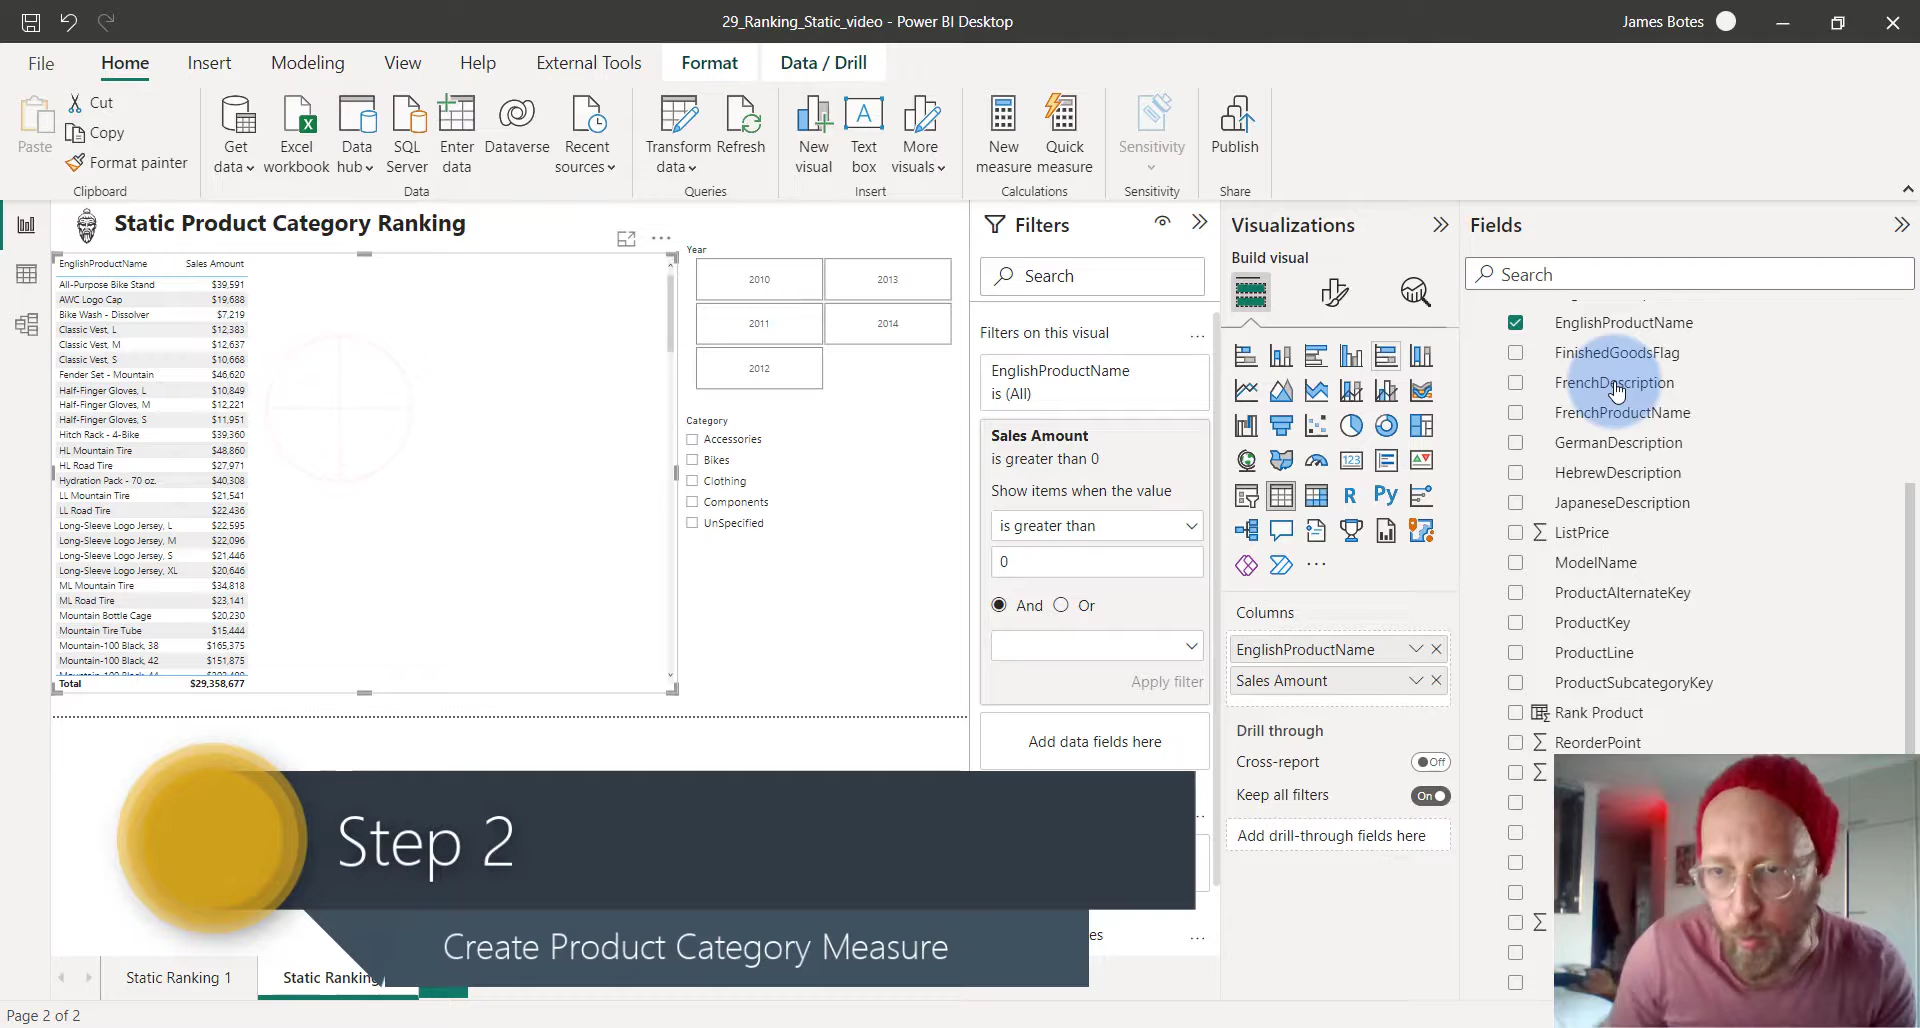 29_Ranking_Static_video - Power BI Desktop
James Botes
File
Home
Insert
Modeling
View
Help
External Tools
Format
Data / Drill
Paste
Cut
Copy
Format painter
Clipboard
Get data
Excel workbook
Data hub
SQL Server
Enter data
Dataverse
Recent sources
Data
Transform data
Refresh
Queries
New visual
Text box
More visuals
Insert
New measure
Quick measure
Calculations
Sensitivity
Sensitivity
Publish
Share
Static Product Category Ranking
EnglishProductName Sales Amount
All-Purpose Bike Stand $39,591
AWC Logo Cap $19,688
Bike Wash - Dissolver $7,219
Classic Vest, L $12,383
Classic Vest, M $12,637
Classic Vest, S $10,668
Fender Set - Mountain $46,620
Half-Finger Gloves, L $10,849
Half-Finger Gloves, M $12,221
Half-Finger Gloves, S $11,951
Hitch Rack - 4-Bike $39,360
HL Mountain Tire $48,860
HL Road Tire $27,971
Hydration Pack - 70 oz. $40,308
LL Mountain Tire $21,541
LL Road Tire $22,436
Long-Sleeve Logo Jersey, L $22,595
Long-Sleeve Logo Jersey, M $22,096
Long-Sleeve Logo Jersey, S $21,446
Long-Sleeve Logo Jersey, XL $20,646
ML Mountain Tire $34,818
ML Road Tire $23,141
Mountain Bottle Cage $20,230
Mountain Tire Tube $15,444
Mountain-100 Black, 38 $165,375
Mountain-100 Black, 42 $151,875
Total $29,358,677
Year
2010
2013
2011
2014
2012
Category
Accessories
Bikes
Clothing
Components
UnSpecified
Filters
Search
Filters on this visual
EnglishProductName
is (All)
Sales Amount
is greater than 0
Show items when the value
is greater than
0
And Or
Apply filter
Add data fields here
es
Visualizations
Build visual
123
R
Py
Columns
EnglishProductName
Sales Amount
Drill through
Cross-report
Off
Keep all filters
On
Add drill-through fields here
Fields
Search
EnglishProductName
FinishedGoodsFlag
FrenchDescription
FrenchProductName
GermanDescription
HebrewDescription
JapaneseDescription
ListPrice
ModelName
ProductAlternateKey
ProductKey
ProductLine
ProductSubcategoryKey
Rank Product
ReorderPoint
Step 2
Create Product Category Measure
Static Ranking 1
Static Ranking
Page 2 of 2